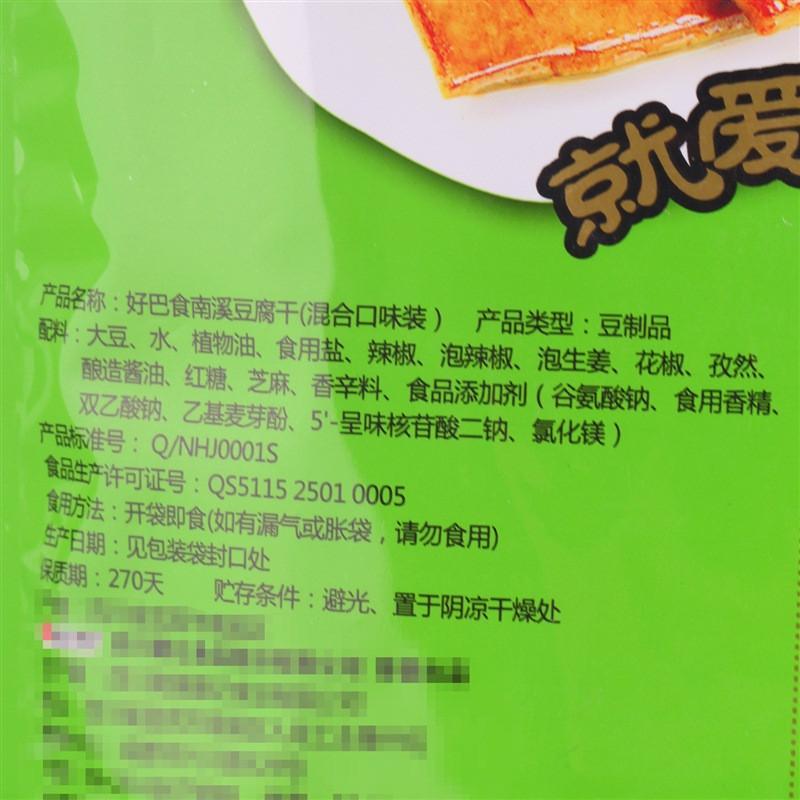 就爱
产品名称：好巴食南溪豆腐干(混合口味装） 产品类型：豆制品
配料：大豆、水、植物油、食用盐、辣椒、泡辣椒、泡生姜、花椒、孜然、
酿造酱油、红糖、芝麻、香辛料、食品添加剂（谷氨酸钠、食用香精、
双乙酸钠、乙基麦芽酚、5'-呈味核苷酸二钠、氯化镁）
产品标准号：Q/NHJ0001S
食品生产许可证号：QS5115 2501 0005
食用方法：开袋即食(如有漏气或胀袋，请勿食用)
生产日期：见包装袋封口处
保质期：270天 贮存条件：避光、置于阴凉干燥处